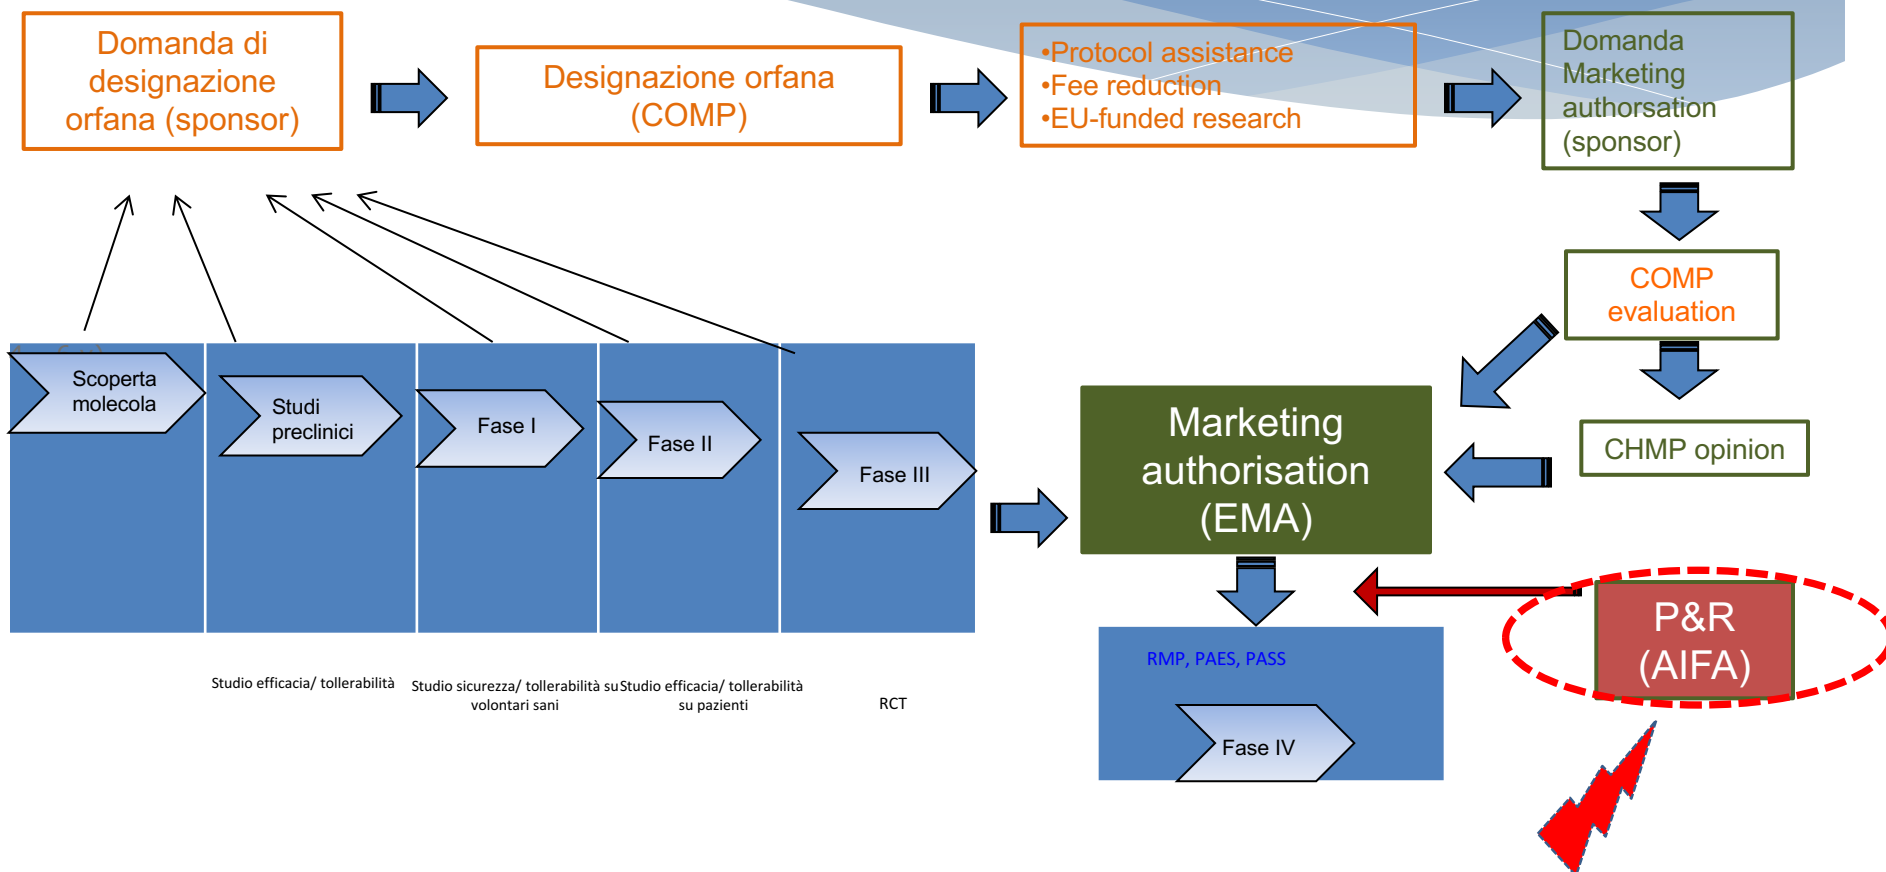 Domanda di
designazione
orfana (sponsor)
Designazione orfana
(COMP)
•Protocol assistance
•Fee reduction
•EU-funded research
Domanda
Marketing
authorsation
(sponsor)
COMP
evaluation
CHMP opinion
Scoperta
molecola
Studi
preclinici
Fase I
Fase II
Fase III
Marketing
authorisation
(EMA)
P&R
(AIFA)
RMP, PAES, PASS
Fase IV
Studio efficacia/ tollerabilità
Studio sicurezza/ tollerabilità su
volontari sani
Studio efficacia/ tollerabilità
su pazienti
RCT